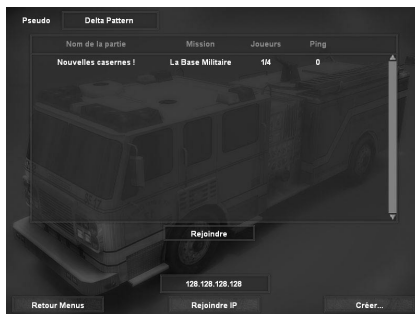 Pseudo Delta Pattern
Nom de la partie Mission Joueurs Ping
Nouvelles casernes ! La Base Militaire 1/4 0
Rejoindre
128.128.128.128
Retour Menus Rejoindre IP Créer...